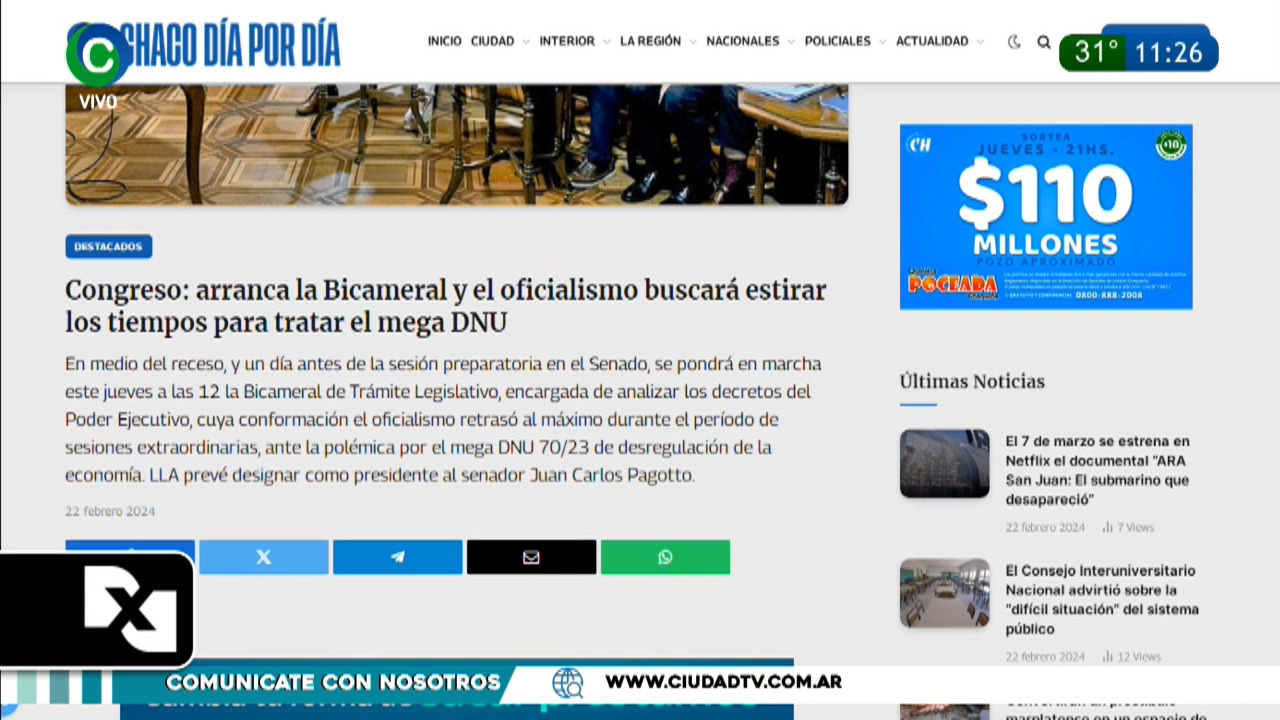 CHACO DÍA POR DÍA
INICIO CIUDAD INTERIOR LA REGIÓN NACIONALES POLICIALES ACTUALIDAD
31° 11:26
C
VIVO
CH
SORTEA
JUEVES - 21HS.
+18
$110
MILLONES
POZO APROXIMADO
Quiniela
POCEADA
Chaqueña
0800-888-2008
DESTACADOS
Congreso: arranca la Bicameral y el oficialismo buscará estirar
los tiempos para tratar el mega DNU
En medio del receso, y un día antes de la sesión preparatoria en el Senado, se pondrá en marcha
este jueves a las 12 la Bicameral de Trámite Legislativo, encargada de analizar los decretos del
Poder Ejecutivo, cuya conformación el oficialismo retrasó al máximo durante el período de
sesiones extraordinarias, ante la polémica por el mega DNU 70/23 de desregulación de la
economía. LLA prevé designar como presidente al senador Juan Carlos Pagotto.
22 febrero 2024
Últimas Noticias
El 7 de marzo se estrena en
Netflix el documental "ARA
San Juan: El submarino que
desapareció"
22 febrero 2024 7 Views
El Consejo Interuniversitario
Nacional advirtió sobre la
"difícil situación" del sistema
público
22 febrero 2024 12 Views
COMUNICATE CON NOSOTROS
WWW.CIUDADTV.COM.AR